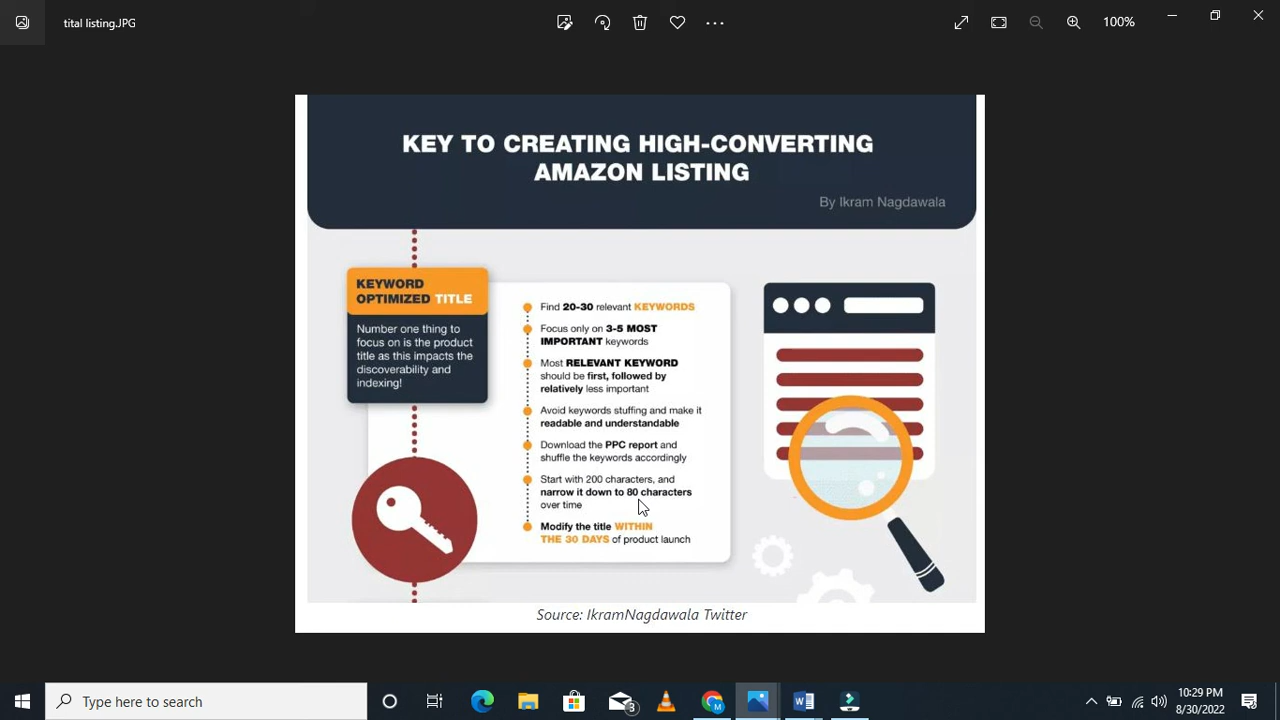 tital listing.JPG
100%
KEY TO CREATING HIGH-CONVERTING
AMAZON LISTING
By Ikram Nagdawala
KEYWORD
OPTIMIZED TITLE
Number one thing to
focus on is the product
title as this impacts the
discoverability and
indexing!
Find 20-30 relevant KEYWORDS
Focus only on 3-5 MOST
IMPORTANT keywords
Most RELEVANT KEYWORD
should be first, followed by
relatively less important
Avoid keywords stuffing and make it
readable and understandable
Download the PPC report and
shuffle the keywords accordingly
Start with 200 characters, and
narrow it down to 80 characters
over time
Modify the title WITHIN
THE 30 DAYS of product launch
Source: IkramNagdawala Twitter
Type here to search
3
M
W
10:29 PM
8/30/2022